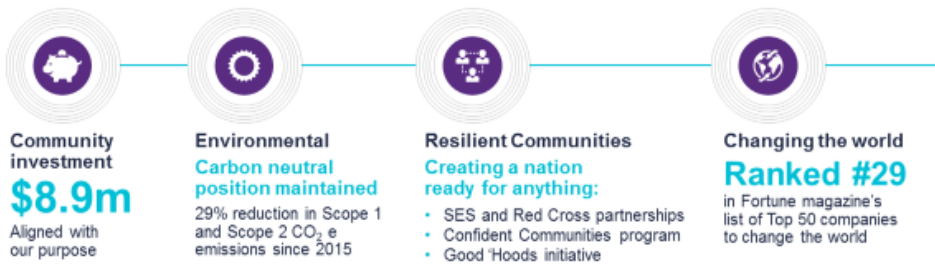 Community
investment
$8.9m
Aligned with
our purpose
Environmental
Carbon neutral
position maintained
29% reduction in Scope 1
and Scope 2 CO₂ e
emissions since 2015
Resilient Communities
Creating a nation
ready for anything:
• SES and Red Cross partnerships
• Confident Communities program
• Good 'Hoods initiative
Changing the world
Ranked #29
in Fortune magazine's
list of Top 50 companies
to change the world